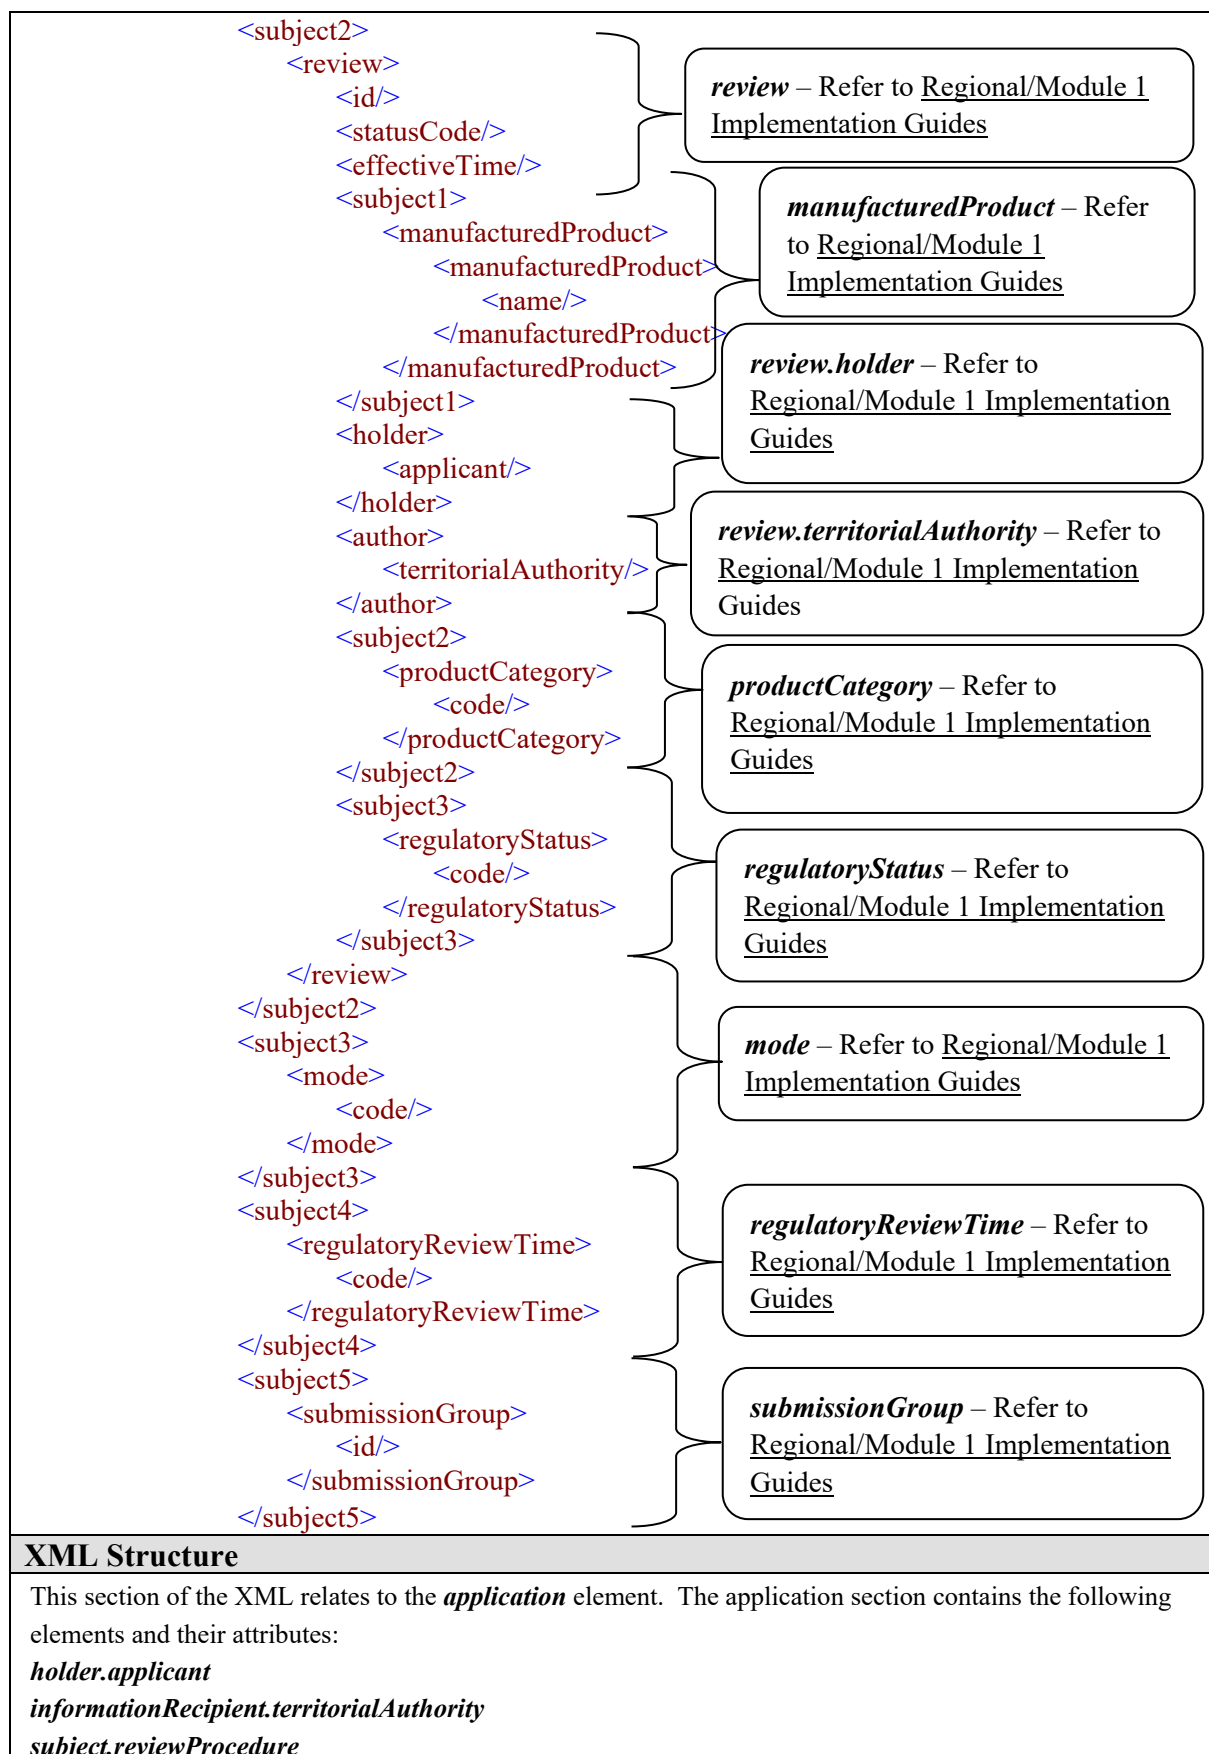 <subject2>
<review>
<id/>
<statusCode/>
<effectiveTime/>
<subject1>
<manufacturedProduct>
<manufacturedProduct>
<name/>
</manufacturedProduct>
</manufacturedProduct>
</subject1>
<holder>
<applicant/>
</holder>
<author>
<territorialAuthority/>
</author>
<subject2>
<productCategory>
<code/>
</productCategory>
</subject2>
<subject3>
<regulatoryStatus>
<code/>
</regulatoryStatus>
</subject3>
</review>
</subject2>
<subject3>
<mode>
<code/>
</mode>
</subject3>
<subject4>
<regulatoryReviewTime>
<code/>
</regulatoryReviewTime>
</subject4>
<subject5>
<submissionGroup>
<id/>
</submissionGroup>
</subject5>
review – Refer to Regional/Module 1
Implementation Guides
manufacturedProduct – Refer
to Regional/Module 1
Implementation Guides
review.holder – Refer to
Regional/Module 1 Implementation
Guides
review.territorialAuthority – Refer to
Regional/Module 1 Implementation
Guides
productCategory – Refer to
Regional/Module 1 Implementation
Guides
regulatoryStatus – Refer to
Regional/Module 1 Implementation
Guides
mode – Refer to Regional/Module 1
Implementation Guides
regulatoryReviewTime – Refer to
Regional/Module 1 Implementation
Guides
submissionGroup – Refer to
Regional/Module 1 Implementation
Guides
XML Structure
This section of the XML relates to the application element. The application section contains the following
elements and their attributes:
holder.applicant
informationRecipient.territorialAuthority
subject.reviewProcedure